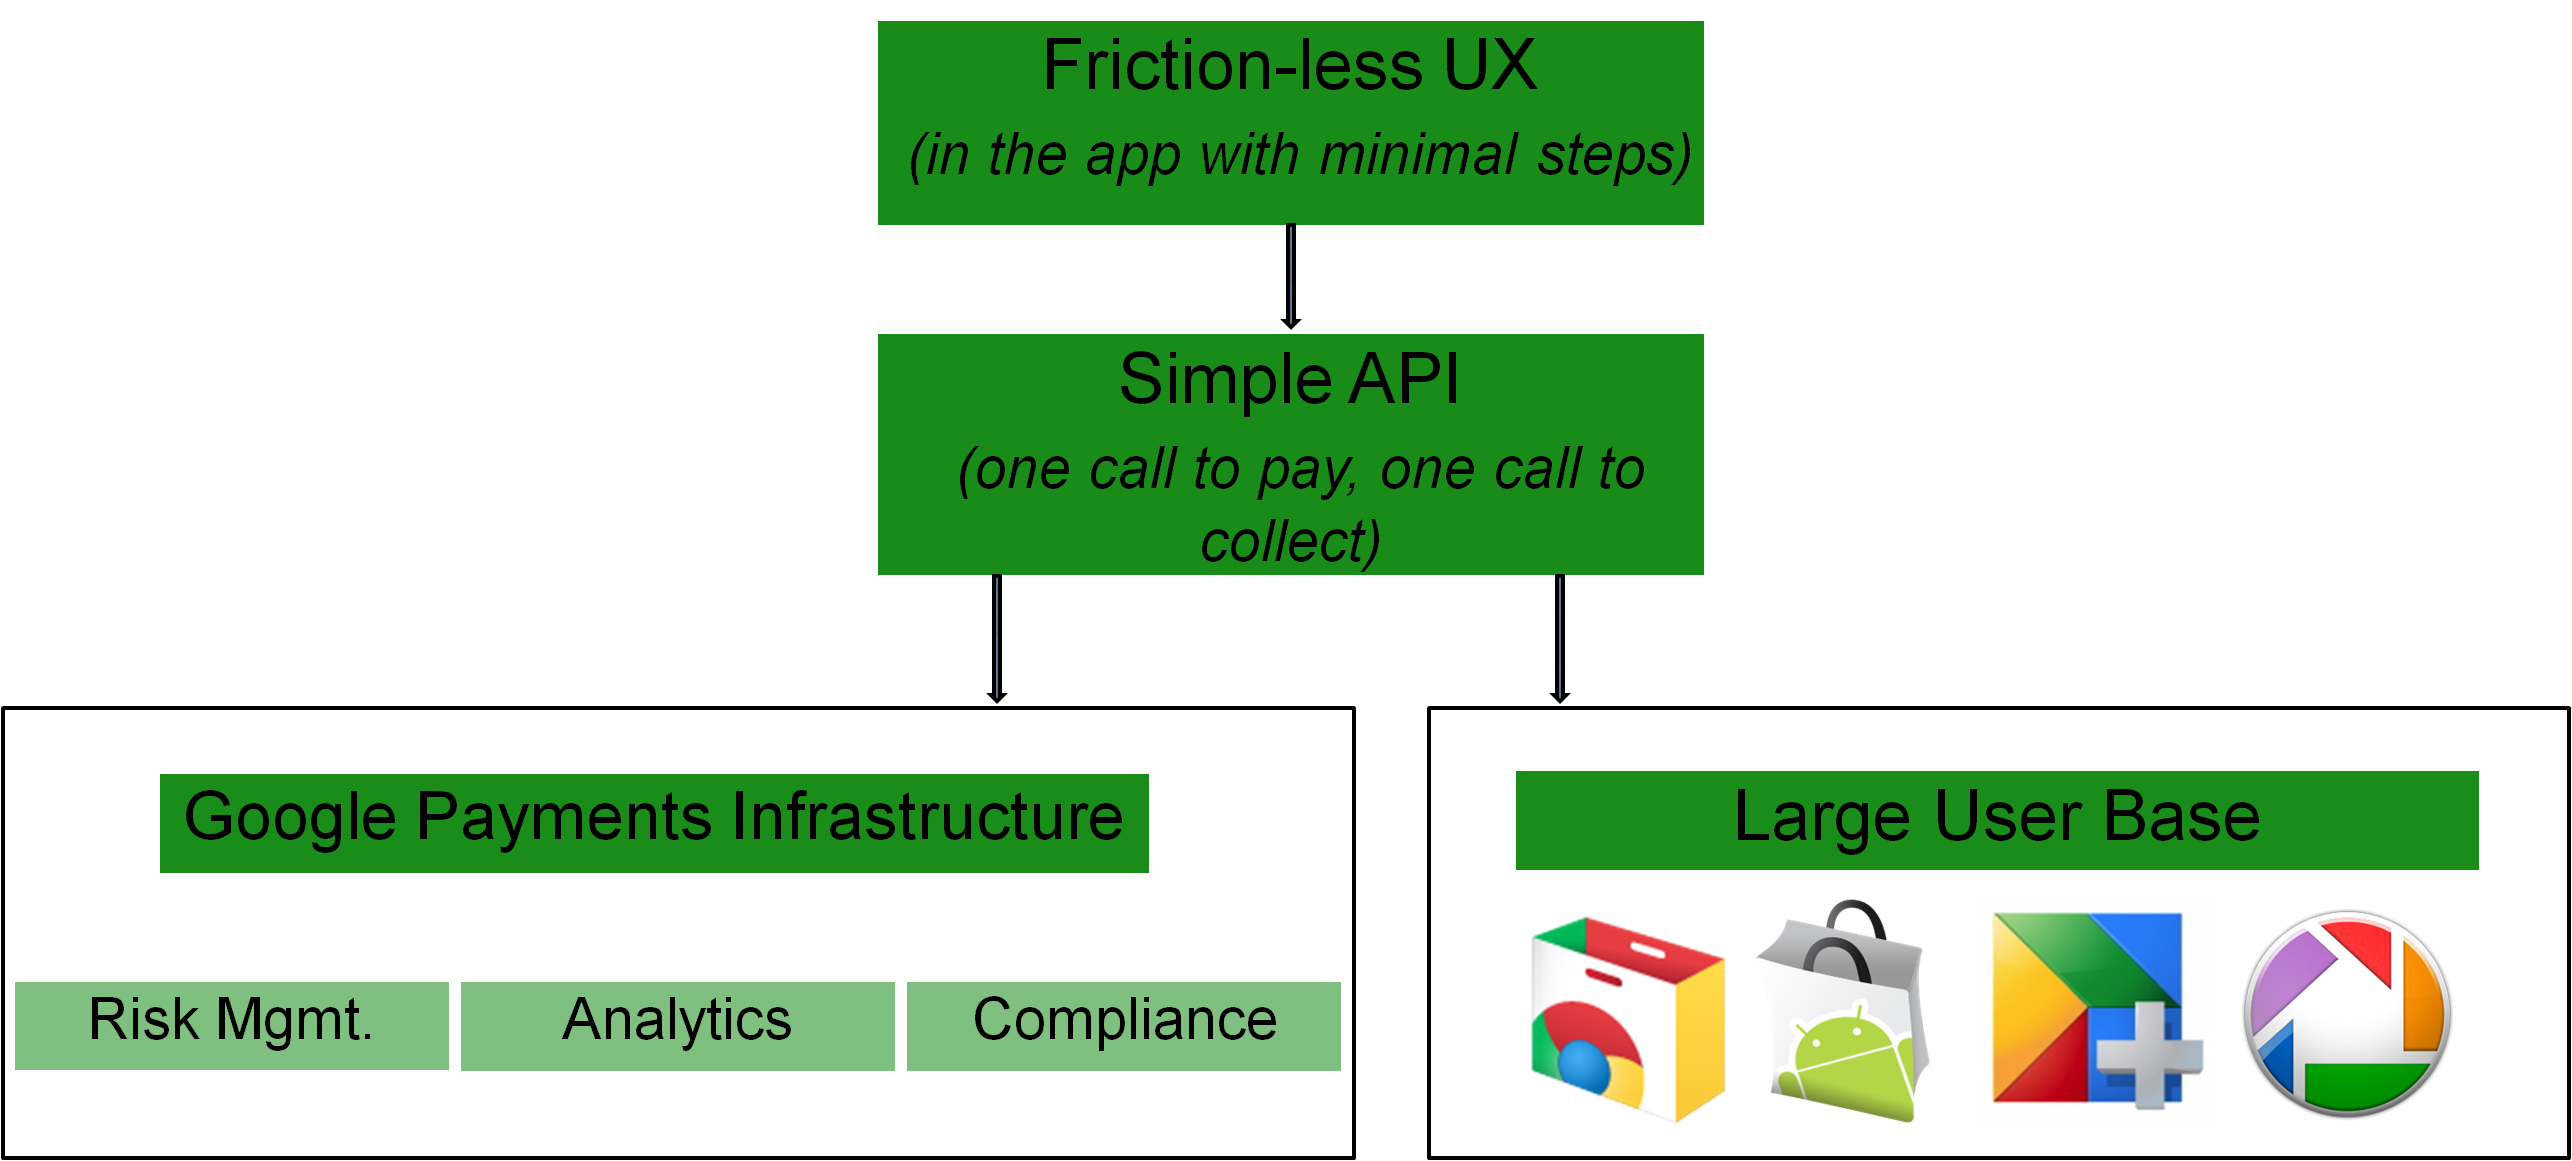 Friction-less UX
(in the app with minimal steps)
Simple API
(one call to pay, one call to
collect)
Google Payments Infrastructure
Risk Mgmt.
Analytics
Compliance
Large User Base